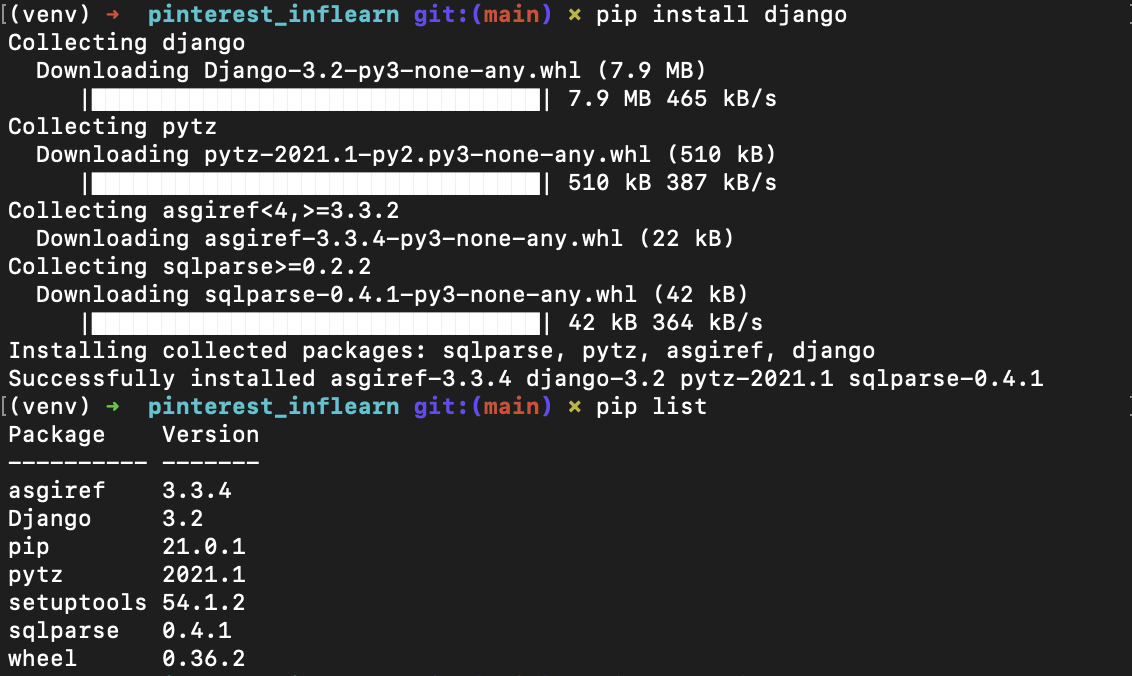 (venv) ➜  pinterest_inflearn git:(main) ✗ pip install django
Collecting django
  Downloading Django-3.2-py3-none-any.whl (7.9 MB)
     |████████████████████████████████| 7.9 MB 465 kB/s
Collecting pytz
  Downloading pytz-2021.1-py2.py3-none-any.whl (510 kB)
     |████████████████████████████████| 510 kB 387 kB/s
Collecting asgiref<4,>=3.3.2
  Downloading asgiref-3.3.4-py3-none-any.whl (22 kB)
Collecting sqlparse>=0.2.2
  Downloading sqlparse-0.4.1-py3-none-any.whl (42 kB)
     |████████████████████████████████| 42 kB 364 kB/s
Installing collected packages: sqlparse, pytz, asgiref, django
Successfully installed asgiref-3.3.4 django-3.2 pytz-2021.1 sqlparse-0.4.1
(venv) ➜  pinterest_inflearn git:(main) ✗ pip list
Package    Version
---------- -------
asgiref    3.3.4
Django     3.2
pip        21.0.1
pytz       2021.1
setuptools 54.1.2
sqlparse   0.4.1
wheel      0.36.2